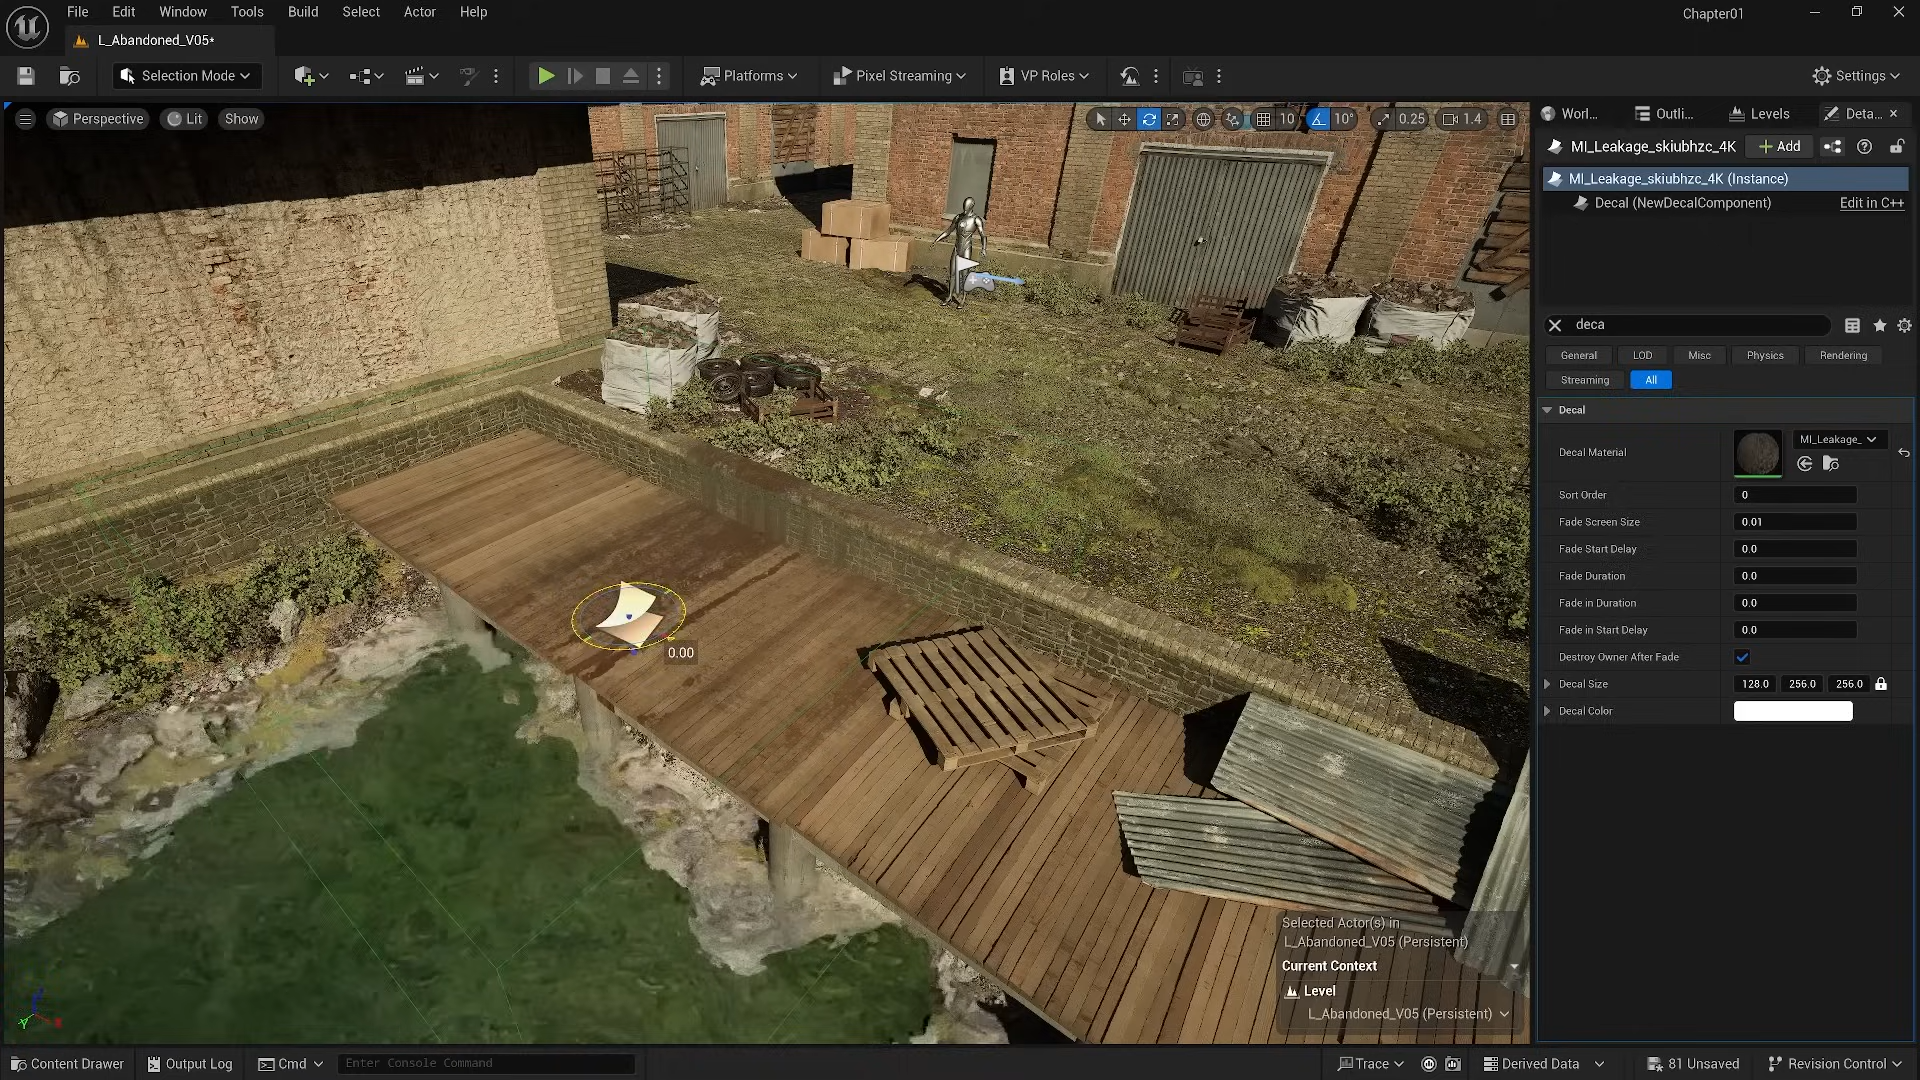 File Edit Window Tools Build Select Actor Help
Chapter01
L_Abandoned_V05*
Selection Mode
Platforms
Pixel Streaming
VP Roles
Settings
Perspective Lit Show
10 10° 0.25 1.4
Worl... Outli... Levels Deta...
MI_Leakage_skiubhzc_4K + Add
MI_Leakage_skiubhzc_4K (Instance)
Decal (NewDecalComponent) Edit in C++
deca
General LOD Misc Physics Rendering
Streaming All
Decal
Decal Material MI_Leakage_
Sort Order 0
Fade Screen Size 0.01
Fade Start Delay 0.0
Fade Duration 0.0
Fade in Duration 0.0
Fade in Start Delay 0.0
Destroy Owner After Fade
Decal Size 128.0 256.0 256.0
Decal Color
0.00
Selected Actor(s) in
L_Abandoned_V05 (Persistent)
Current Context
Level
L_Abandoned_V05 (Persistent)
Content Drawer Output Log Cmd Enter Console Command Trace Derived Data 81 Unsaved Revision Control